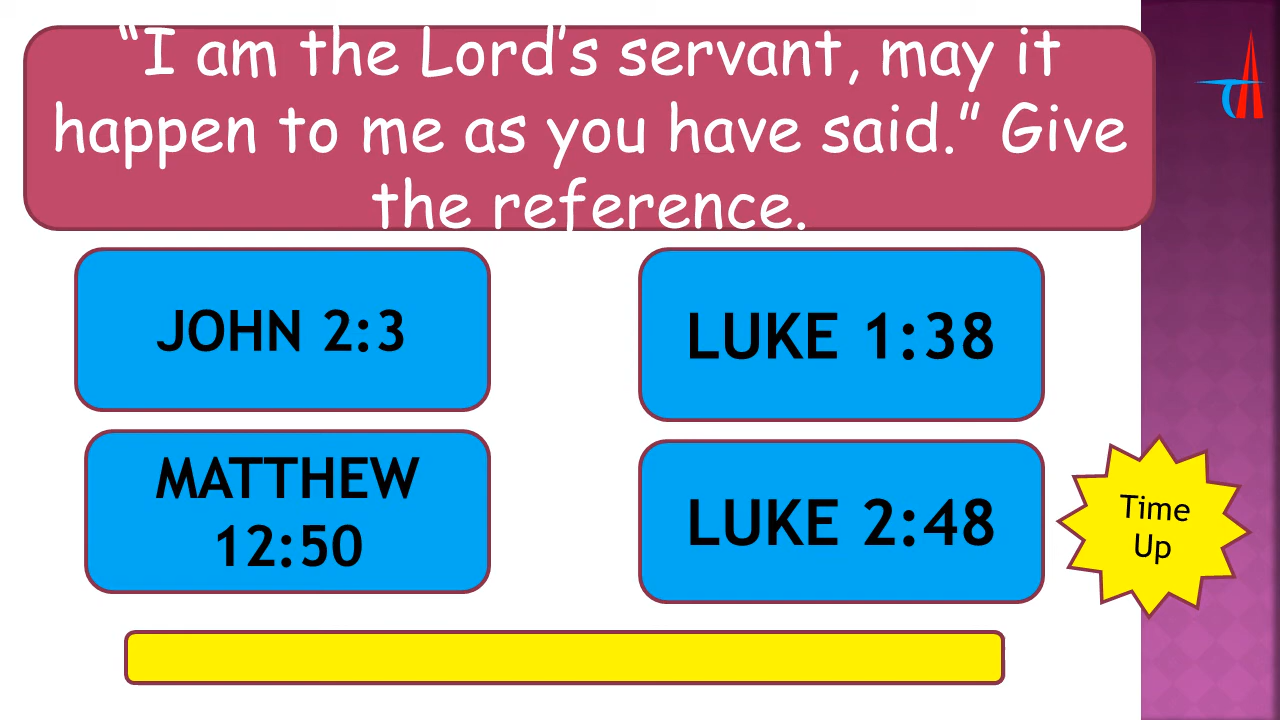 “I am the Lord’s servant, may it
happen to me as you have said.” Give
the reference.
JOHN 2:3
LUKE 1:38
MATTHEW
12:50
LUKE 2:48
Time
Up